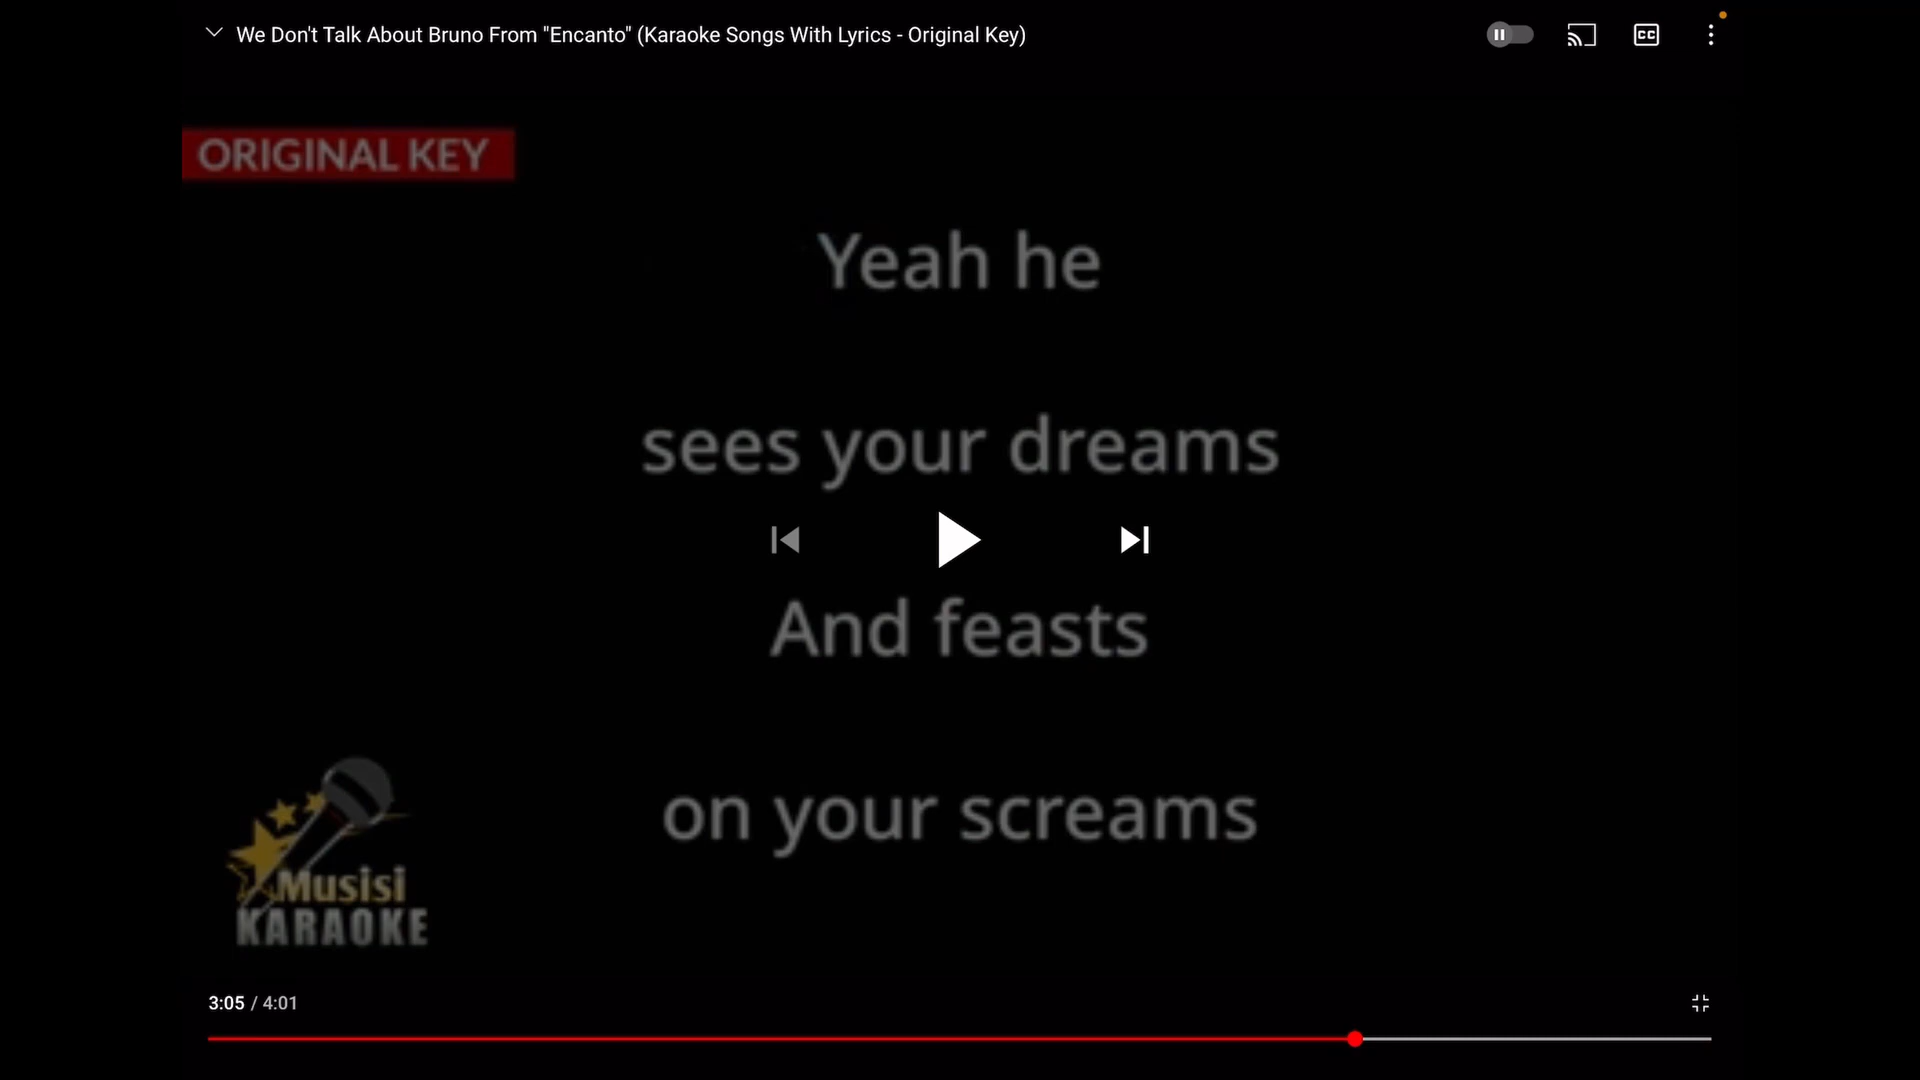 We Don't Talk About Bruno From "Encanto" (Karaoke Songs With Lyrics - Original Key)
CC
ORIGINAL KEY
Yeah he
sees your dreams
And feasts
on your screams
Musisi
KARAOKE
3:05 / 4:01